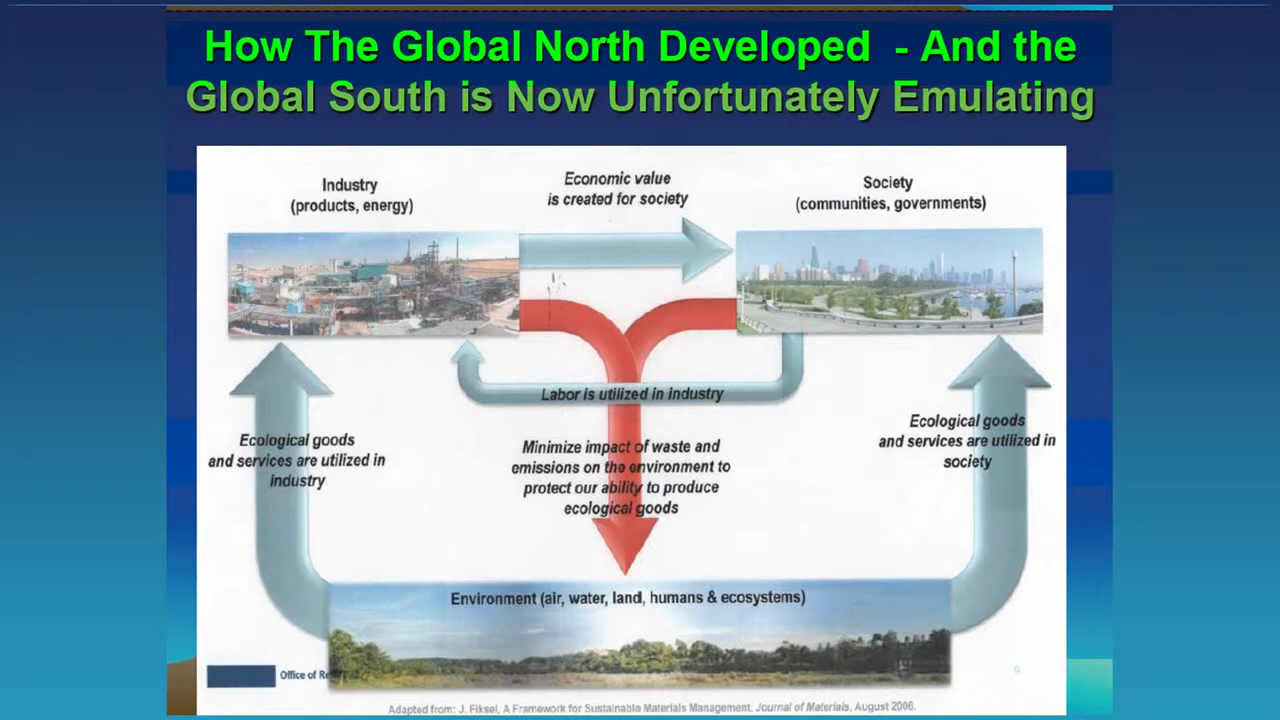 How The Global North Developed - And the
Global South is Now Unfortunately Emulating
Industry
(products, energy)
Economic value
is created for society
Society
(communities, governments)
Labor is utilized in industry
Ecological goods
and services are utilized in
industry
Minimize impact of waste and
emissions on the environment to
protect our ability to produce
ecological goods
Ecological goods
and services are utilized in
society
Environment (air, water, land, humans & ecosystems)
Office of
Adapted from: J. Fiksel, A Framework for Sustainable Materials Management. Journal of Materials, August 2006.